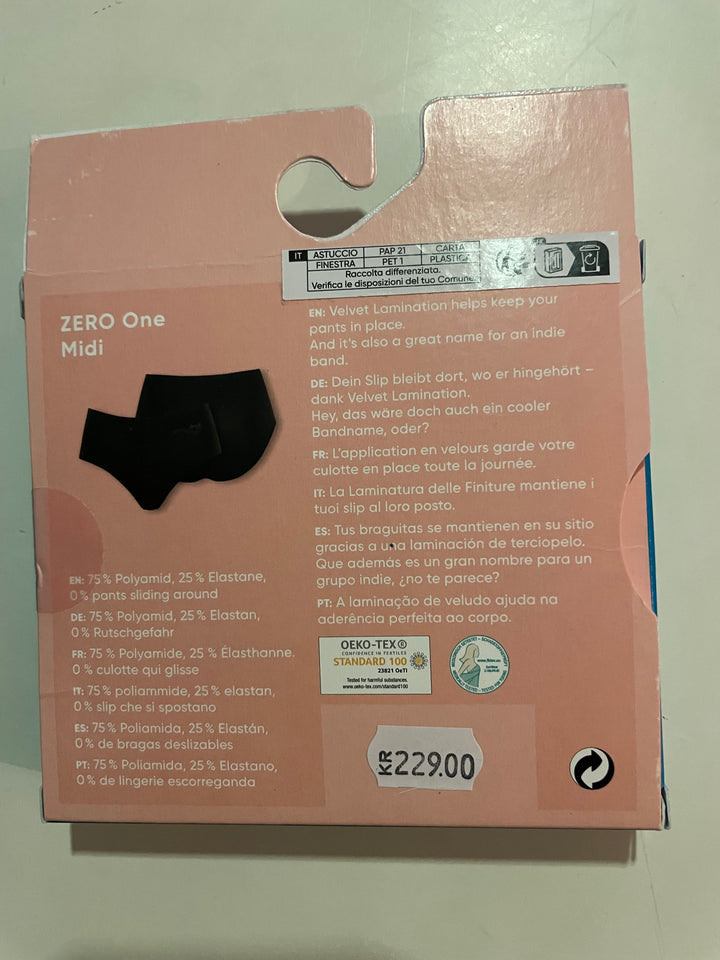 IT ASTUCCIO PAP 21 CARTA
FINESTRA PET 1 PLASTICA
Raccolta differenziata.
Verifica le disposizioni del tuo Comune.
ZERO One
Midi
EN: Velvet Lamination helps keep your
pants in place.
And it's also a great name for an indie
band.
DE: Dein Slip bleibt dort, wo er hingehört –
dank Velvet Lamination.
Hey, das wäre doch auch ein cooler
Bandname, oder?
FR: L'application en velours garde votre
culotte en place toute la journée.
IT: La Laminatura delle Finiture mantiene i
tuoi slip al loro posto.
ES: Tus braguitas se mantienen en su sitio
gracias a una laminación de terciopelo.
Que además es un gran nombre para un
grupo indie, ¿no te parece?
PT: A laminação de veludo ajuda na
aderência perfeita ao corpo.
EN: 75% Polyamid, 25% Elastane,
0% pants sliding around
DE: 75% Polyamid, 25% Elastan,
0% Rutschgefahr
FR: 75% Polyamide, 25% Élasthanne.
0% culotte qui glisse
IT: 75% poliammide, 25% elastan,
0% slip che si spostano
ES: 75% Poliamida, 25% Elastán,
0% de bragas deslizables
PT: 75% Poliamida, 25% Elastano,
0% de lingerie escorreganda
OEKO-TEX®
CONFIDENCE IN TEXTILES
STANDARD 100
23821 OeTI
Tested for harmful substances.
www.oeko-tex.com/standard100
KR229.00